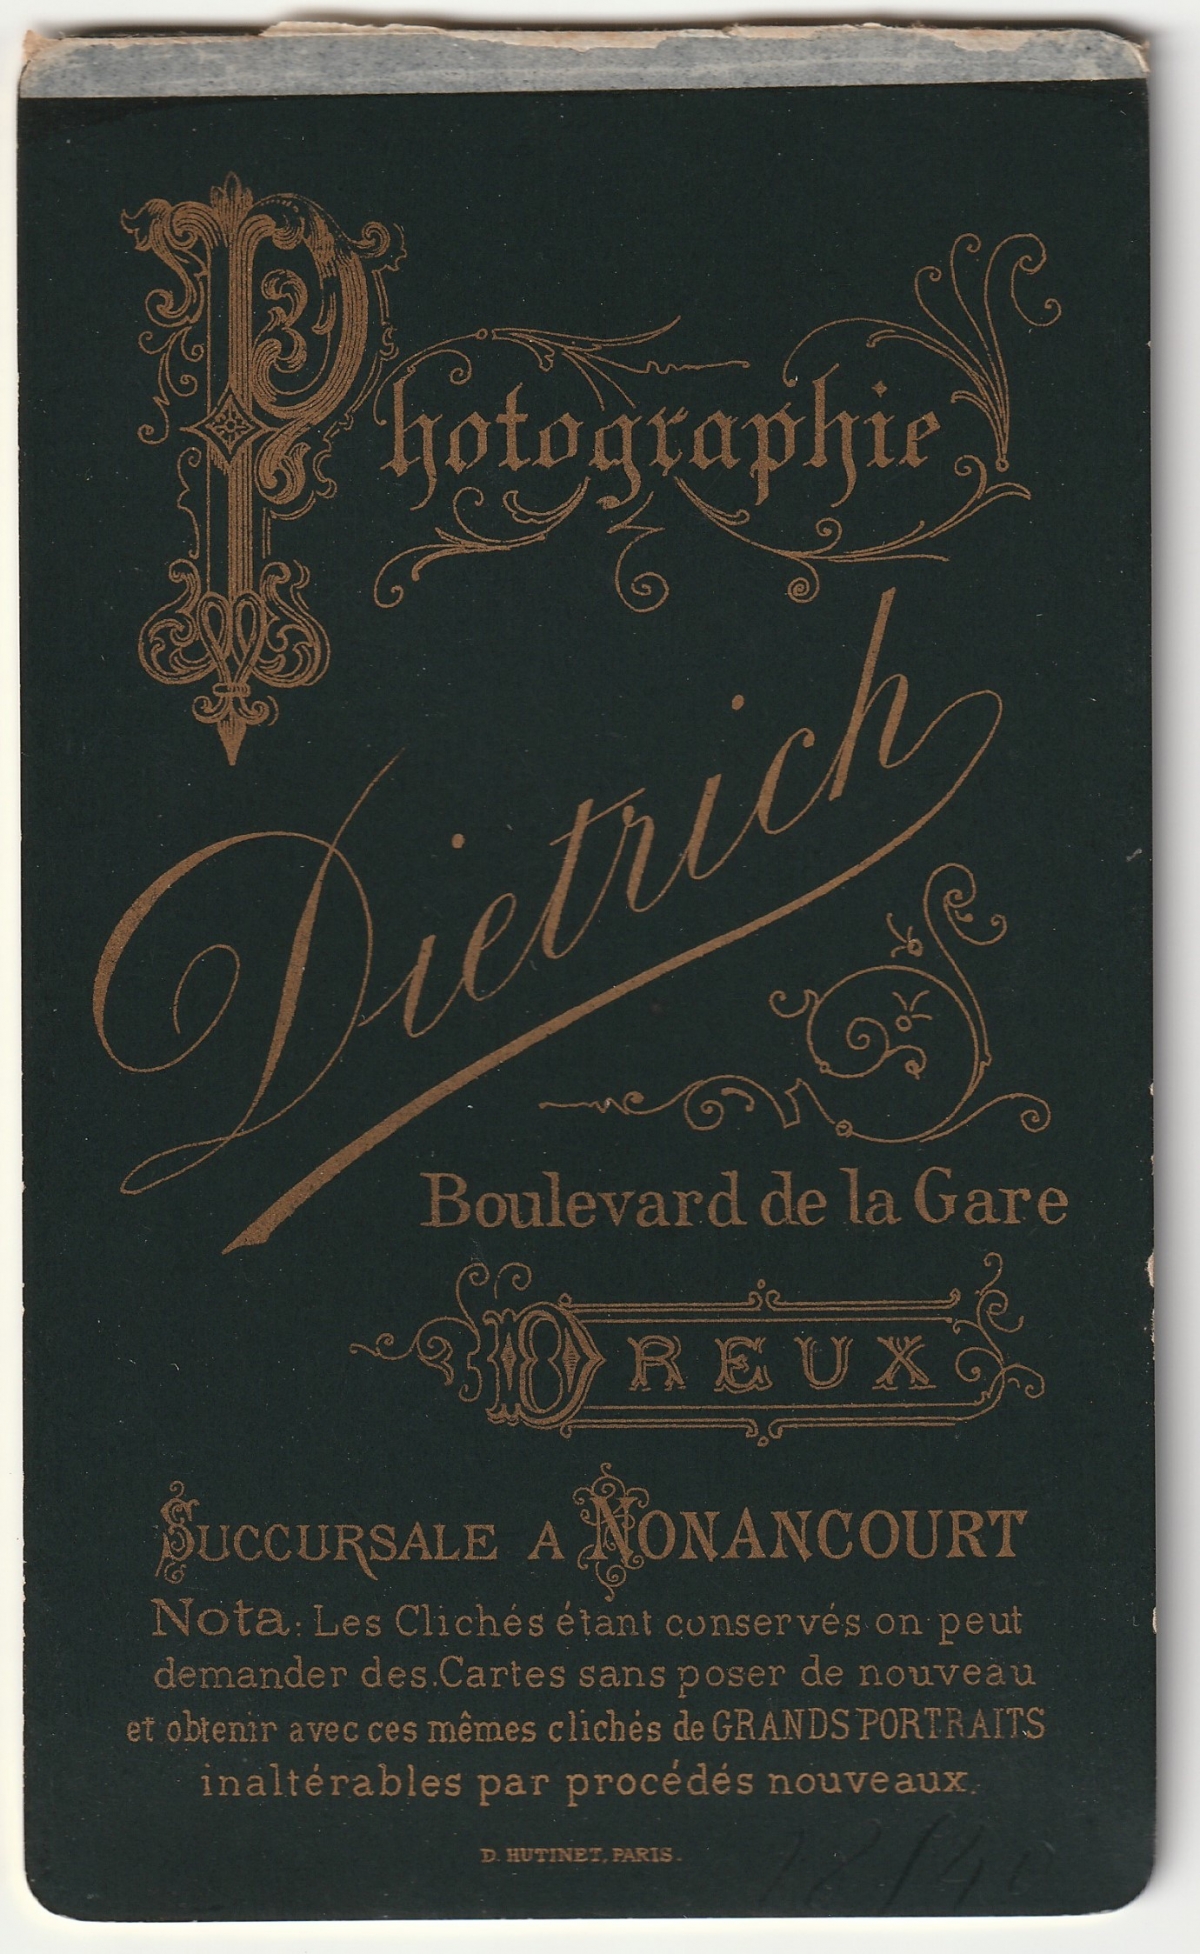 Photographie
Dietrich
Boulevard de la Gare
DREUX
SUCCURSALE A NONANCOURT
Nota: Les Clichés étant conservés on peut
demander des Cartes sans poser de nouveau
et obtenir avec ces mêmes clichés de GRANDS PORTRAITS
inaltérables par procédés nouveaux.
D. HUTINET, PARIS.